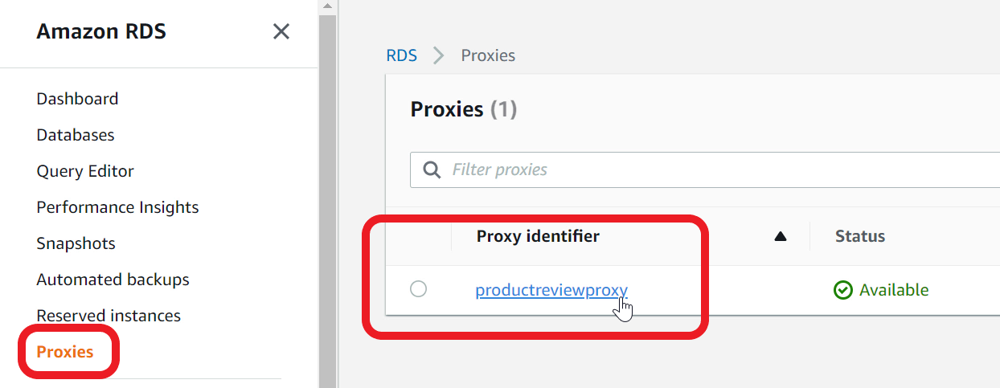 Amazon RDS
Dashboard
Databases
Query Editor
Performance Insights
Snapshots
Automated backups
Reserved instances
Proxies
RDS > Proxies
Proxies (1)
Filter proxies
Proxy identifier Status
productreviewproxy Available